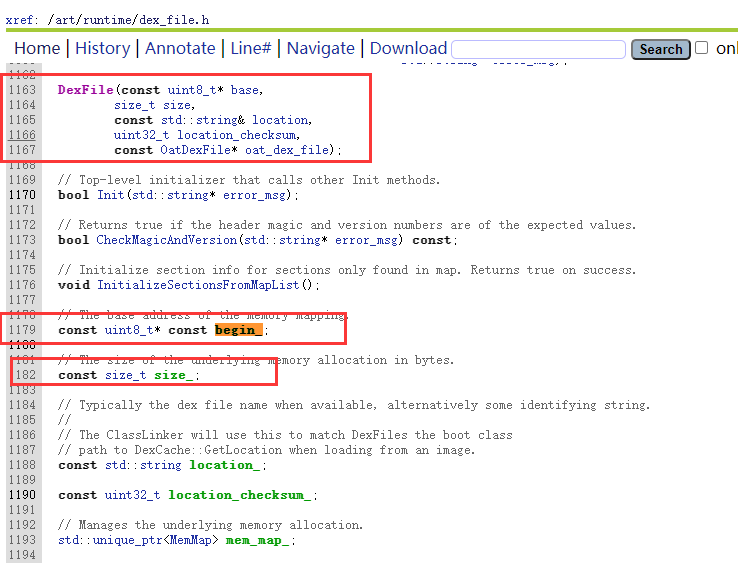 xref: /art/runtime/dex_file.h
Home | History | Annotate | Line# | Navigate | Download Search onl
1162
1163 DexFile(const uint8_t* base,
1164 size_t size,
1165 const std::string& location,
1166 uint32_t location_checksum,
1167 const OatDexFile* oat_dex_file);
1168
1169 // Top-level initializer that calls other Init methods.
1170 bool Init(std::string* error_msg);
1171
1172 // Returns true if the header magic and version numbers are of the expected values.
1173 bool CheckMagicAndVersion(std::string* error_msg) const;
1174
1175 // Initialize section info for sections only found in map. Returns true on success.
1176 void InitializeSectionsFromMapList();
1177
1178 // The base address of the memory mapping.
1179 const uint8_t* const begin_;
1180
1181 // The size of the underlying memory allocation in bytes.
182 const size_t size_;
1183
1184 // Typically the dex file name when available, alternatively some identifying string.
1185 //
1186 // The ClassLinker will use this to match DexFiles the boot class
1187 // path to DexCache::GetLocation when loading from an image.
1188 const std::string location_;
1189
1190 const uint32_t location_checksum_;
1191
1192 // Manages the underlying memory allocation.
1193 std::unique_ptr<MemMap> mem_map_;
1194